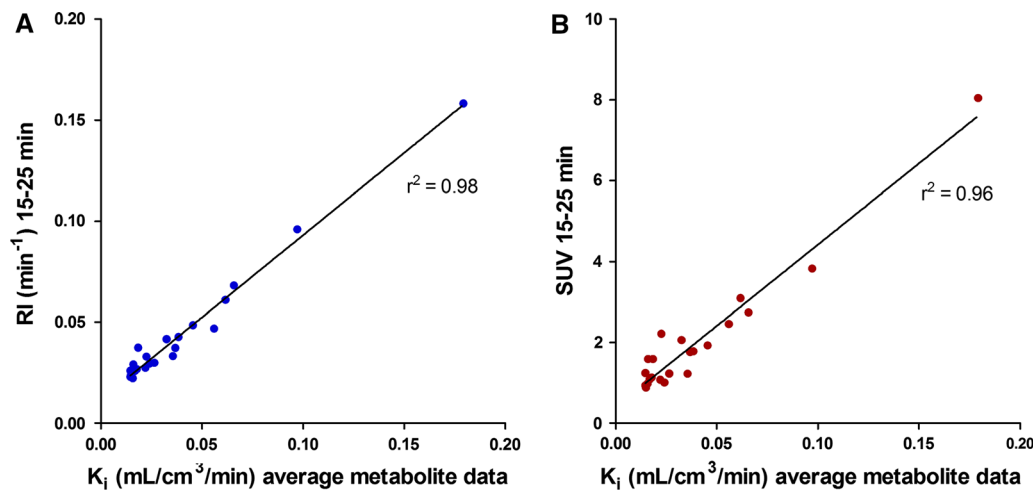 A
RI (min⁻¹) 15-25 min
0.20
0.15
0.10
0.05
0.00
r² = 0.98
0.00 0.05 0.10 0.15 0.20
Kᵢ (mL/cm³/min) average metabolite data
B
SUV 15-25 min
10
8
6
4
2
0
r² = 0.96
0.00 0.05 0.10 0.15 0.20
Kᵢ (mL/cm³/min) average metabolite data